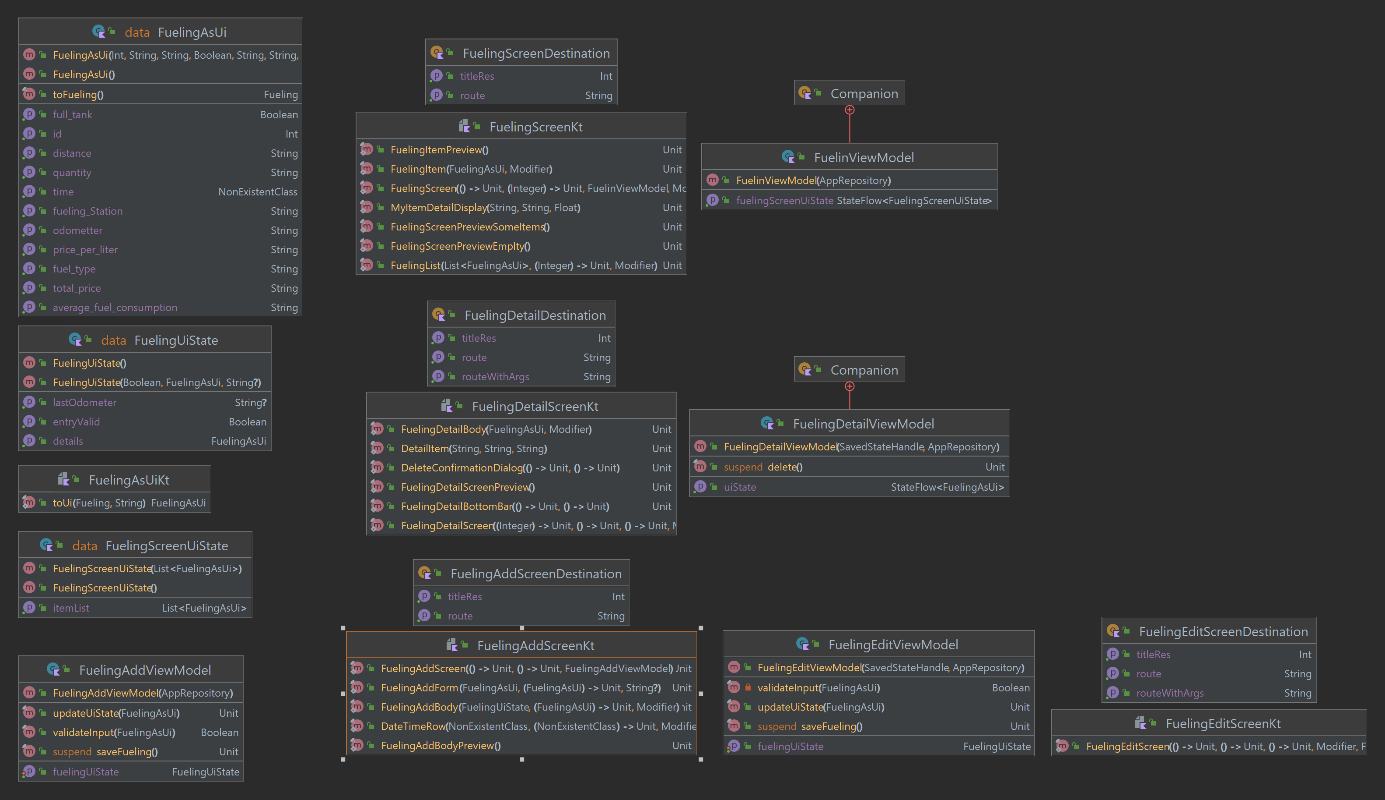 data FuelingAsUi
FuelingAsUi(Int, String, String, Boolean, String, String,
FuelingAsUi()
toFueling() Fueling
full_tank Boolean
id Int
distance String
quantity String
time NonExistentClass
fueling_Station String
odometter String
price_per_liter String
fuel_type String
total_price String
average_fuel_consumption String
data FuelingUiState
FuelingUiState()
FuelingUiState(Boolean, FuelingAsUi, String?)
lastOdometer String?
entryValid Boolean
details FuelingAsUi
FuelingAsUiKt
toUi(Fueling, String) FuelingAsUi
data FuelingScreenUiState
FuelingScreenUiState(List<FuelingAsUi>)
FuelingScreenUiState()
itemList List<FuelingAsUi>
FuelingAddViewModel
FuelingAddViewModel(AppRepository)
updateUiState(FuelingAsUi) Unit
validateInput(FuelingAsUi) Boolean
suspend saveFueling() Unit
fuelingUiState FuelingUiState
FuelingScreenDestination
titleRes Int
route String
FuelingScreenKt
FuelingItemPreview() Unit
FuelingItem(FuelingAsUi, Modifier) Unit
FuelingScreen(() -> Unit, (Integer) -> Unit, FuelinViewModel, Mo
MyItemDetailDisplay(String, String, Float) Unit
FuelingScreenPreviewSomeItems() Unit
FuelingScreenPreviewEmplty() Unit
FuelingList(List<FuelingAsUi>, (Integer) -> Unit, Modifier) Unit
FuelingDetailDestination
titleRes Int
route String
routeWithArgs String
FuelingDetailScreenKt
FuelingDetailBody(FuelingAsUi, Modifier) Unit
DetailItem(String, String, String) Unit
DeleteConfirmationDialog(() -> Unit, () -> Unit) Unit
FuelingDetailScreenPreview() Unit
FuelingDetailBottomBar(() -> Unit, () -> Unit) Unit
FuelingDetailScreen((Integer) -> Unit, () -> Unit, () -> Unit, M
FuelingAddScreenDestination
titleRes Int
route String
FuelingAddScreenKt
FuelingAddScreen(() -> Unit, () -> Unit, FuelingAddViewModel) Jnit
FuelingAddForm(FuelingAsUi, (FuelingAsUi) -> Unit, String?) Unit
FuelingAddBody(FuelingUiState, (FuelingAsUi) -> Unit, Modifier) Jnit
DateTimeRow(NonExistentClass, (NonExistentClass) -> Unit, Modifie
FuelingAddBodyPreview() Unit
Companion
FuelinViewModel
FuelinViewModel(AppRepository)
fuelingScreenUiState StateFlow<FuelingScreenUiState>
Companion
FuelingDetailViewModel
FuelingDetailViewModel(SavedStateHandle, AppRepository)
suspend delete() Unit
uiState StateFlow<FuelingAsUi>
FuelingEditViewModel
FuelingEditViewModel(SavedStateHandle, AppRepository)
validateInput(FuelingAsUi) Boolean
updateUiState(FuelingAsUi) Unit
suspend saveFueling() Unit
fuelingUiState FuelingUiState
FuelingEditScreenDestination
titleRes Int
route String
routeWithArgs String
FuelingEditScreenKt
FuelingEditScreen(() -> Unit, () -> Unit, () -> Unit, Modifier, F